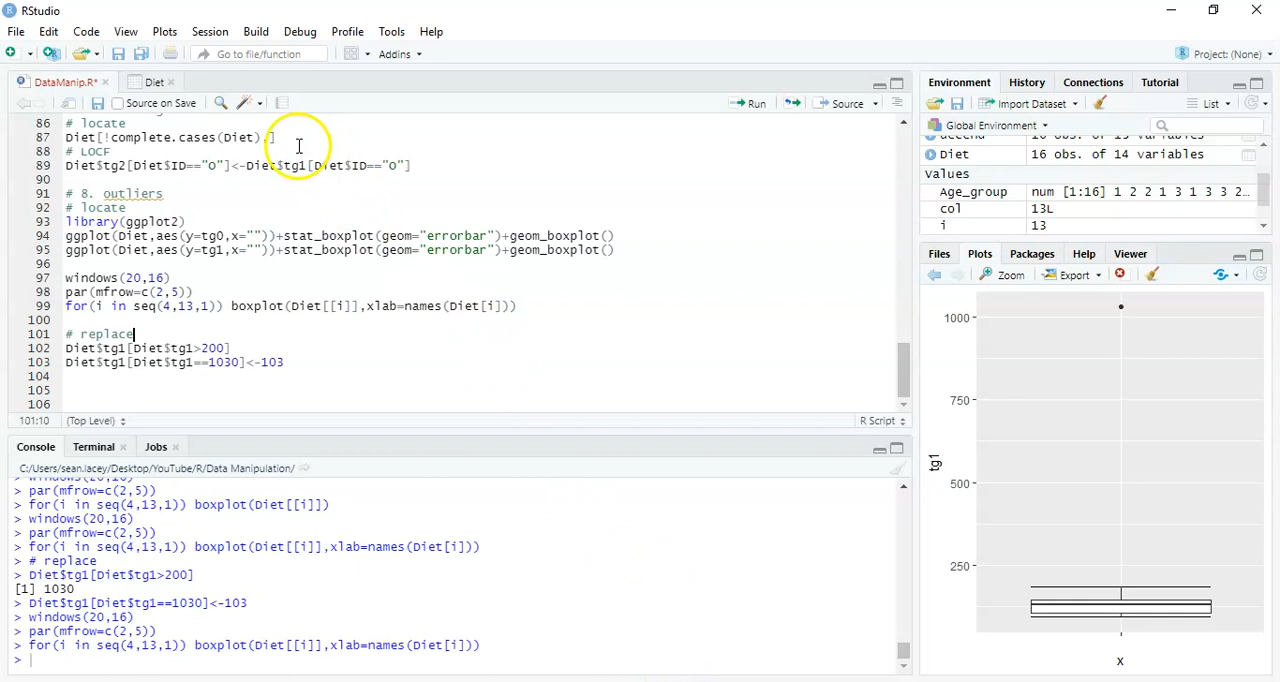 RStudio
File Edit Code View Plots Session Build Debug Profile Tools Help
Go to file/function Addins Project: (None)
DataManip.R* Diet
Source on Save Run Source
86 # locate
87 Diet[!complete.cases(Diet),]
88 # LOCF
89 Diet$tg2[Diet$ID=="O"]<-Diet$tg1[Diet$ID=="O"]
90
91 # 8. outliers
92 # locate
93 library(ggplot2)
94 ggplot(Diet,aes(y=tg0,x=""))+stat_boxplot(geom="errorbar")+geom_boxplot()
95 ggplot(Diet,aes(y=tg1,x=""))+stat_boxplot(geom="errorbar")+geom_boxplot()
96
97 windows(20,16)
98 par(mfrow=c(2,5))
99 for(i in seq(4,13,1)) boxplot(Diet[[i]],xlab=names(Diet[i]))
100
101 # replace
102 Diet$tg1[Diet$tg1>200]
103 Diet$tg1[Diet$tg1==1030]<-103
104
105
106
101:10 (Top Level) R Script
Console Terminal Jobs
C:/Users/sean.lacey/Desktop/YouTube/R/Data Manipulation/
> windows(20,16)
> par(mfrow=c(2,5))
> for(i in seq(4,13,1)) boxplot(Diet[[i]])
> windows(20,16)
> par(mfrow=c(2,5))
> for(i in seq(4,13,1)) boxplot(Diet[[i]],xlab=names(Diet[i]))
> # replace
> Diet$tg1[Diet$tg1>200]
[1] 1030
> Diet$tg1[Diet$tg1==1030]<-103
> windows(20,16)
> par(mfrow=c(2,5))
> for(i in seq(4,13,1)) boxplot(Diet[[i]],xlab=names(Diet[i]))
>
Environment History Connections Tutorial
Import Dataset List
Global Environment
Diet 16 obs. of 14 variables
values
Age_group num [1:16] 1 2 2 1 3 1 3 3 2…
col 13L
i 13
Files Plots Packages Help Viewer
Zoom Export
1000
750
500
250
tg1
x